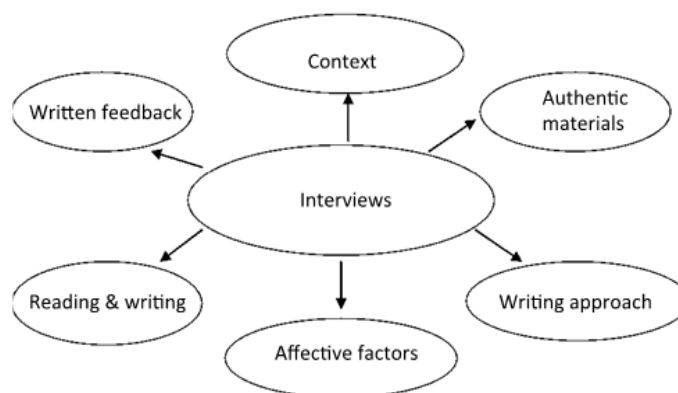 Context
Written feedback
Authentic
materials
Interviews
Reading & writing
Writing approach
Affective factors